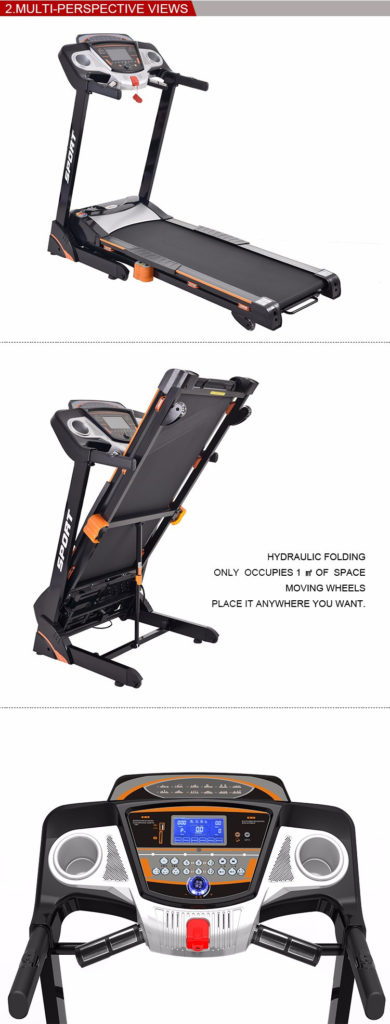 2.MULTI-PERSPECTIVE VIEWS
SPORT
SPORT
HYDRAULIC FOLDING
ONLY OCCUPIES 1 ㎡ OF SPACE
MOVING WHEELS
PLACE IT ANYWHERE YOU WANT.